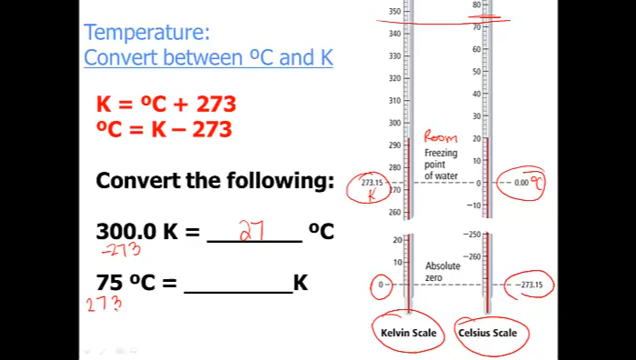 Temperature:
Convert between ºC and K
K = ºC + 273
ºC = K – 273
Convert the following:
300.0 K = ________ ºC
27
-273
75 ºC = _________K
273
350
340
330
320
310
300
290
280
273.15
K
270
260
20
10
0
Kelvin Scale
Room
Freezing
point
of water
Absolute
zero
80
70
60
50
40
30
20
10
0
0.00 ºC
–10
–250
–260
–273.15
Celsius Scale